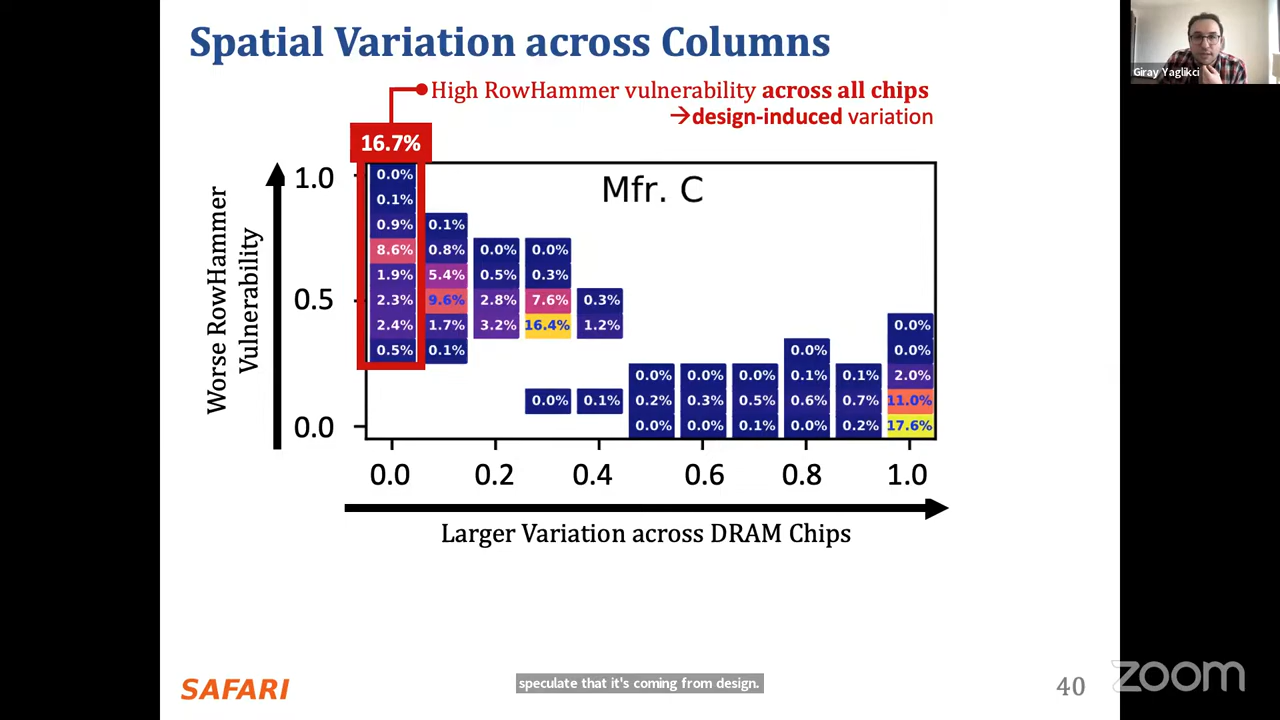 Spatial Variation across Columns
Giray Yaglikci
High RowHammer vulnerability across all chips
→design-induced variation
16.7%
Mfr. C
Worse RowHammer
Vulnerability
1.0
0.5
0.0
0.0%
0.1%
0.9% 0.1%
8.6% 0.8% 0.0% 0.0%
1.9% 5.4% 0.5% 0.3%
2.3% 9.6% 2.8% 7.6% 0.3%
2.4% 1.7% 3.2% 16.4% 1.2% 0.0%
0.5% 0.1% 0.0% 0.0%
0.0% 0.0% 0.0% 0.1% 0.1% 2.0%
0.0% 0.1% 0.2% 0.3% 0.5% 0.6% 0.7% 11.0%
0.0% 0.0% 0.1% 0.0% 0.2% 17.6%
0.0 0.2 0.4 0.6 0.8 1.0
Larger Variation across DRAM Chips
speculate that it's coming from design.
SAFARI
40
zoom